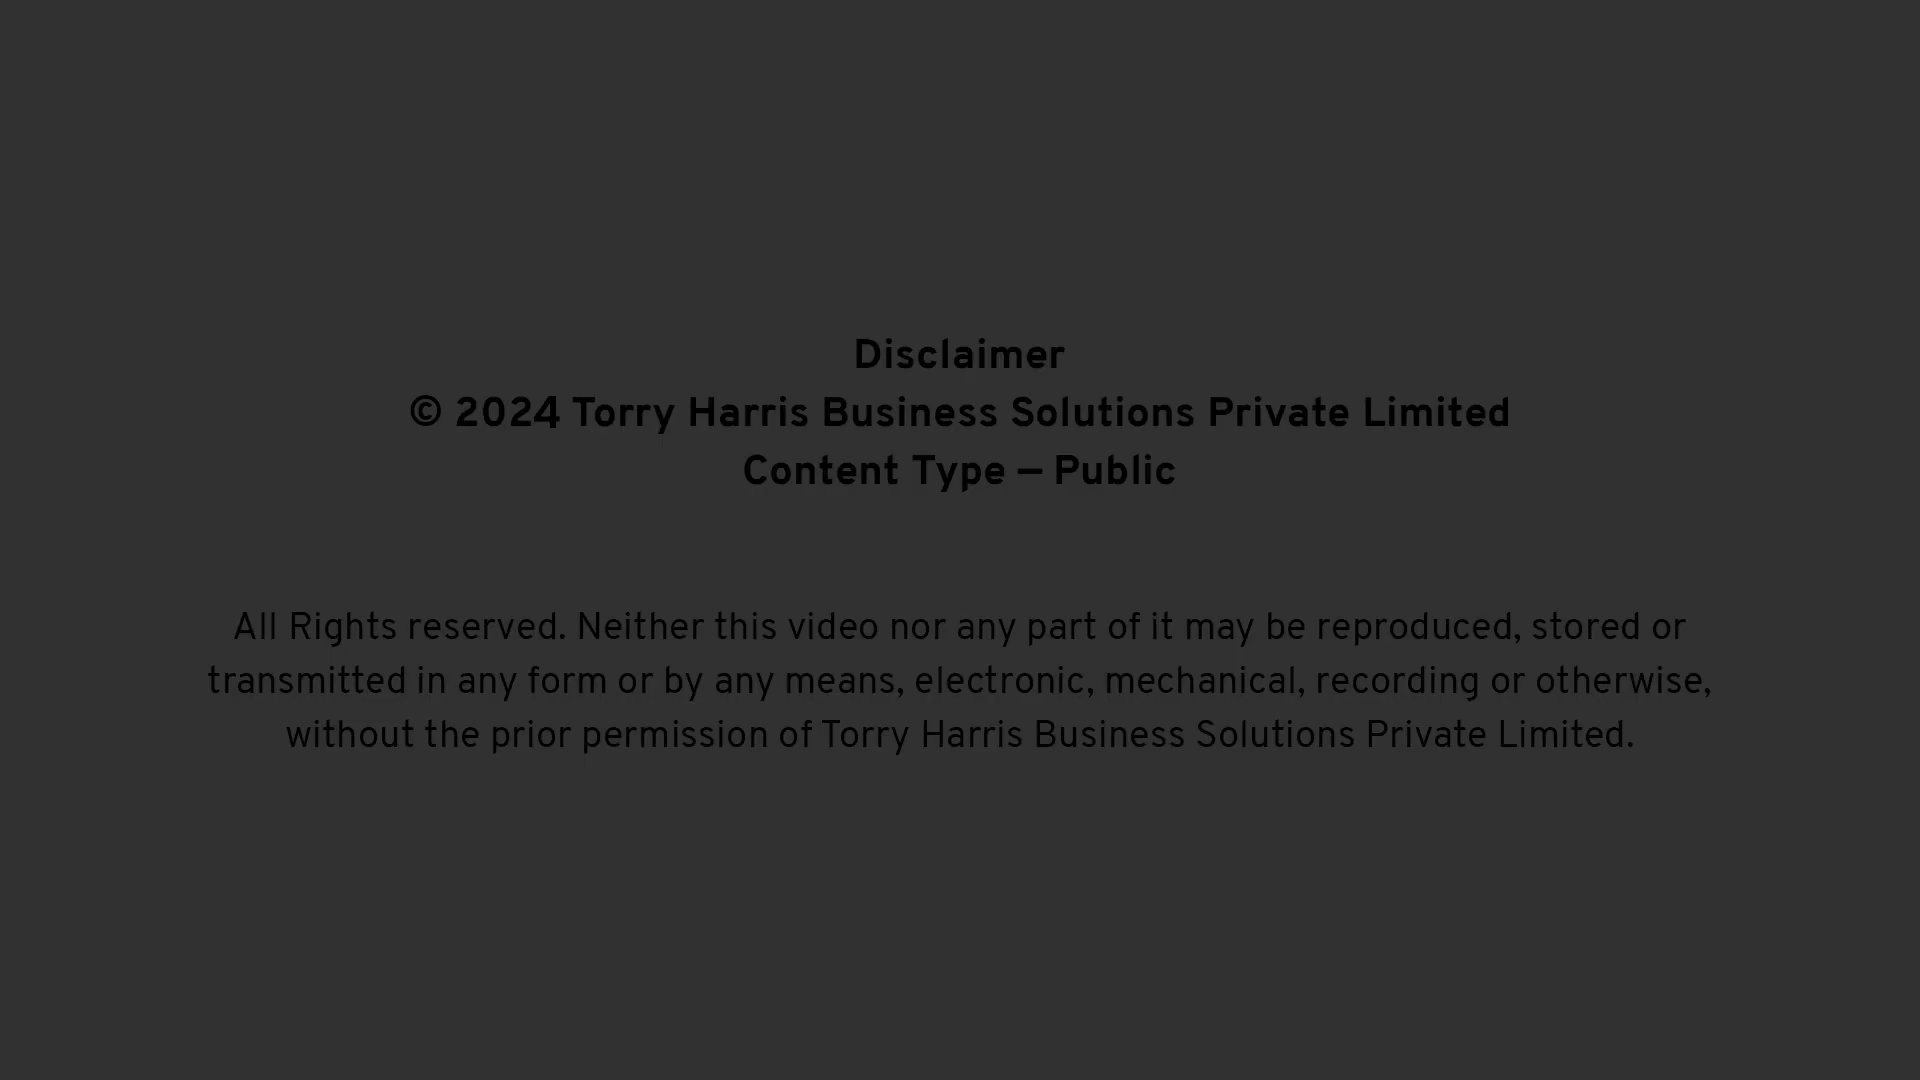 Disclaimer
© 2024 Torry Harris Business Solutions Private Limited
Content Type – Public
All Rights reserved. Neither this video nor any part of it may be reproduced, stored or
transmitted in any form or by any means, electronic, mechanical, recording or otherwise,
without the prior permission of Torry Harris Business Solutions Private Limited.